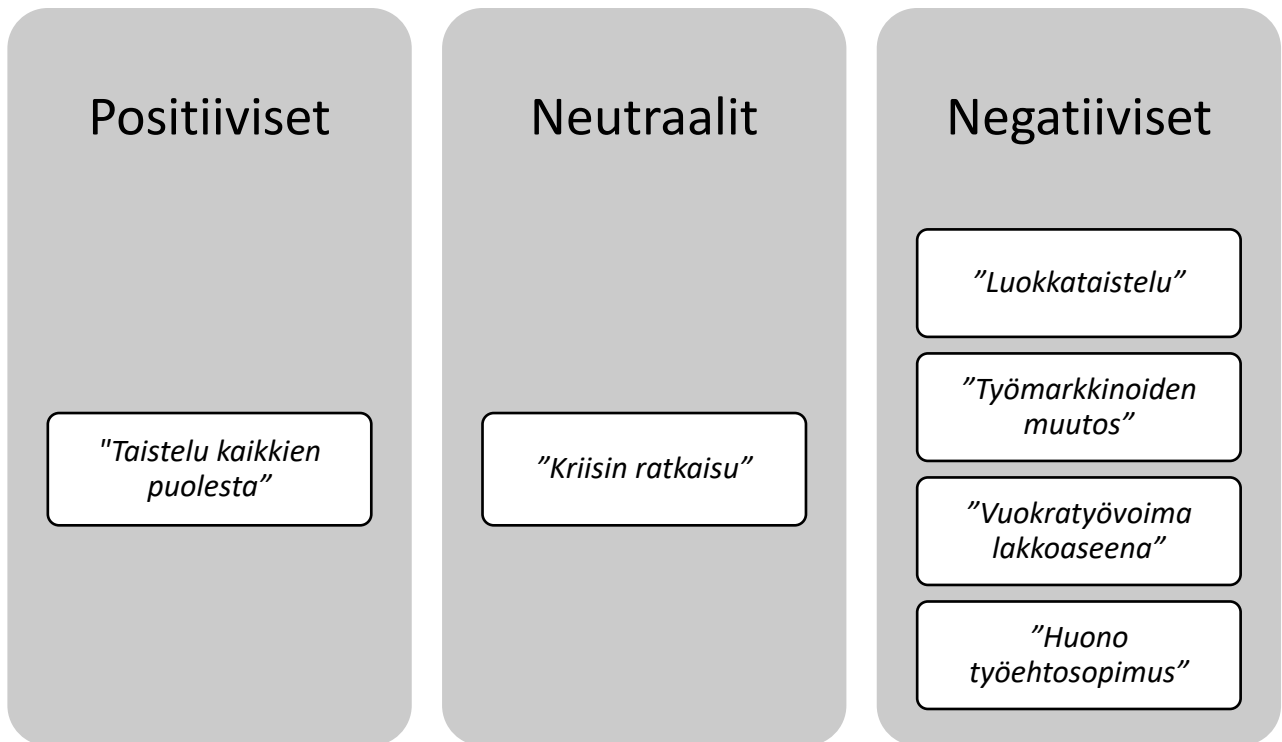 Positiiviset
"Taistelu kaikkien
puolesta”
Neutraalit
”Kriisin ratkaisu”
Negatiiviset
”Luokkataistelu”
”Työmarkkinoiden
muutos”
”Vuokratyövoima
lakkoaseena”
”Huono
työehtosopimus”